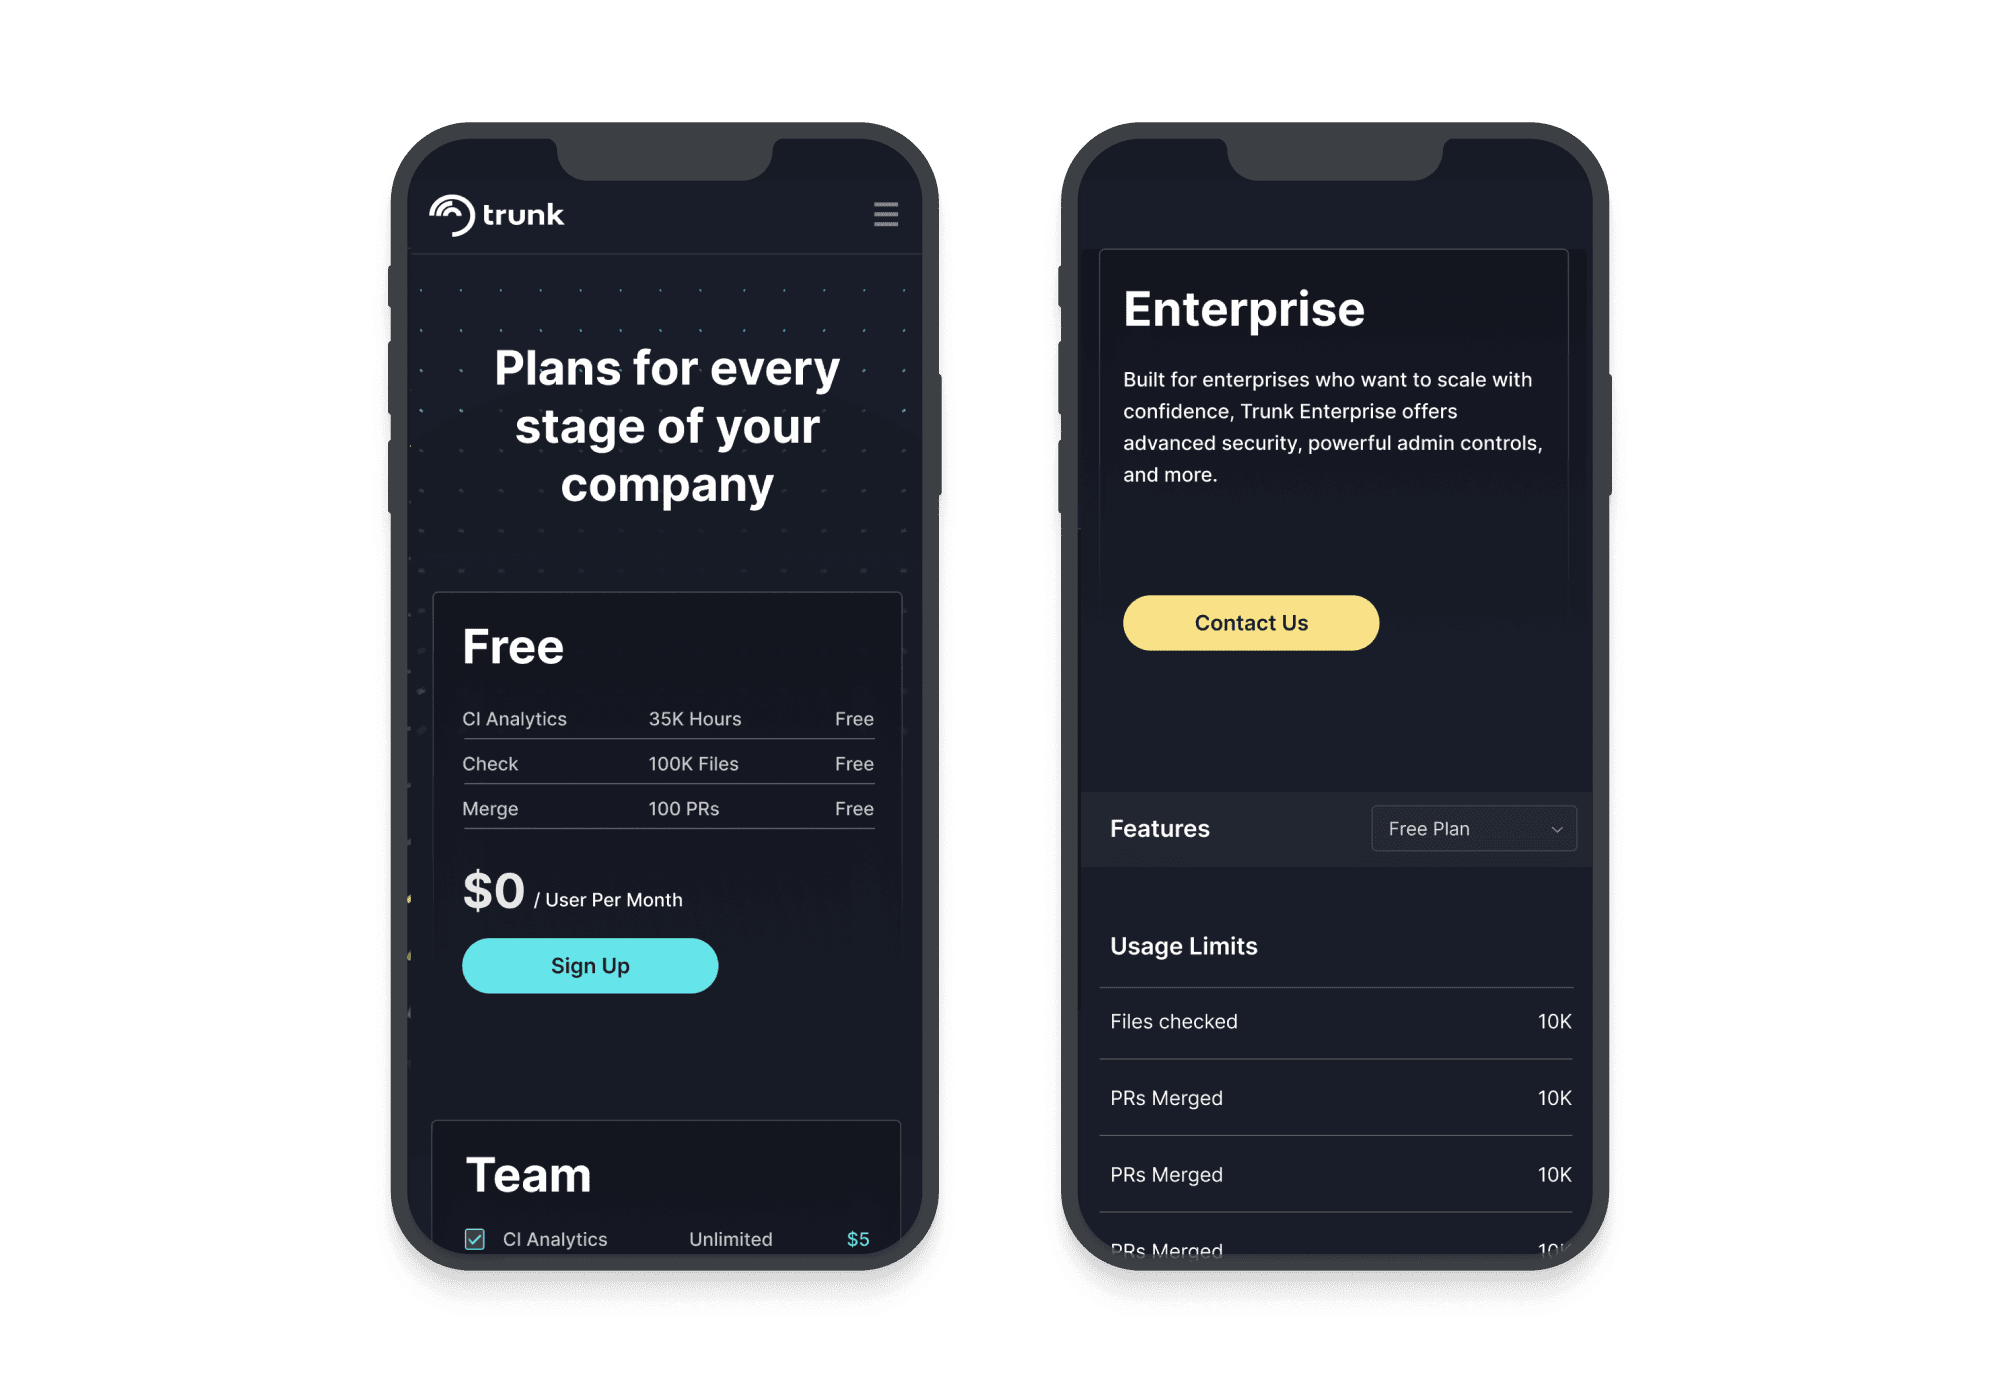 trunk
Plans for every
stage of your
company
Free
CI Analytics 35K Hours Free
Check 100K Files Free
Merge 100 PRs Free
$0 / User Per Month
Sign Up
Team
CI Analytics Unlimited $5
Enterprise
Built for enterprises who want to scale with
confidence, Trunk Enterprise offers
advanced security, powerful admin controls,
and more.
Contact Us
Features Free Plan
Usage Limits
Files checked 10K
PRs Merged 10K
PRs Merged 10K
PRs Merged 10K